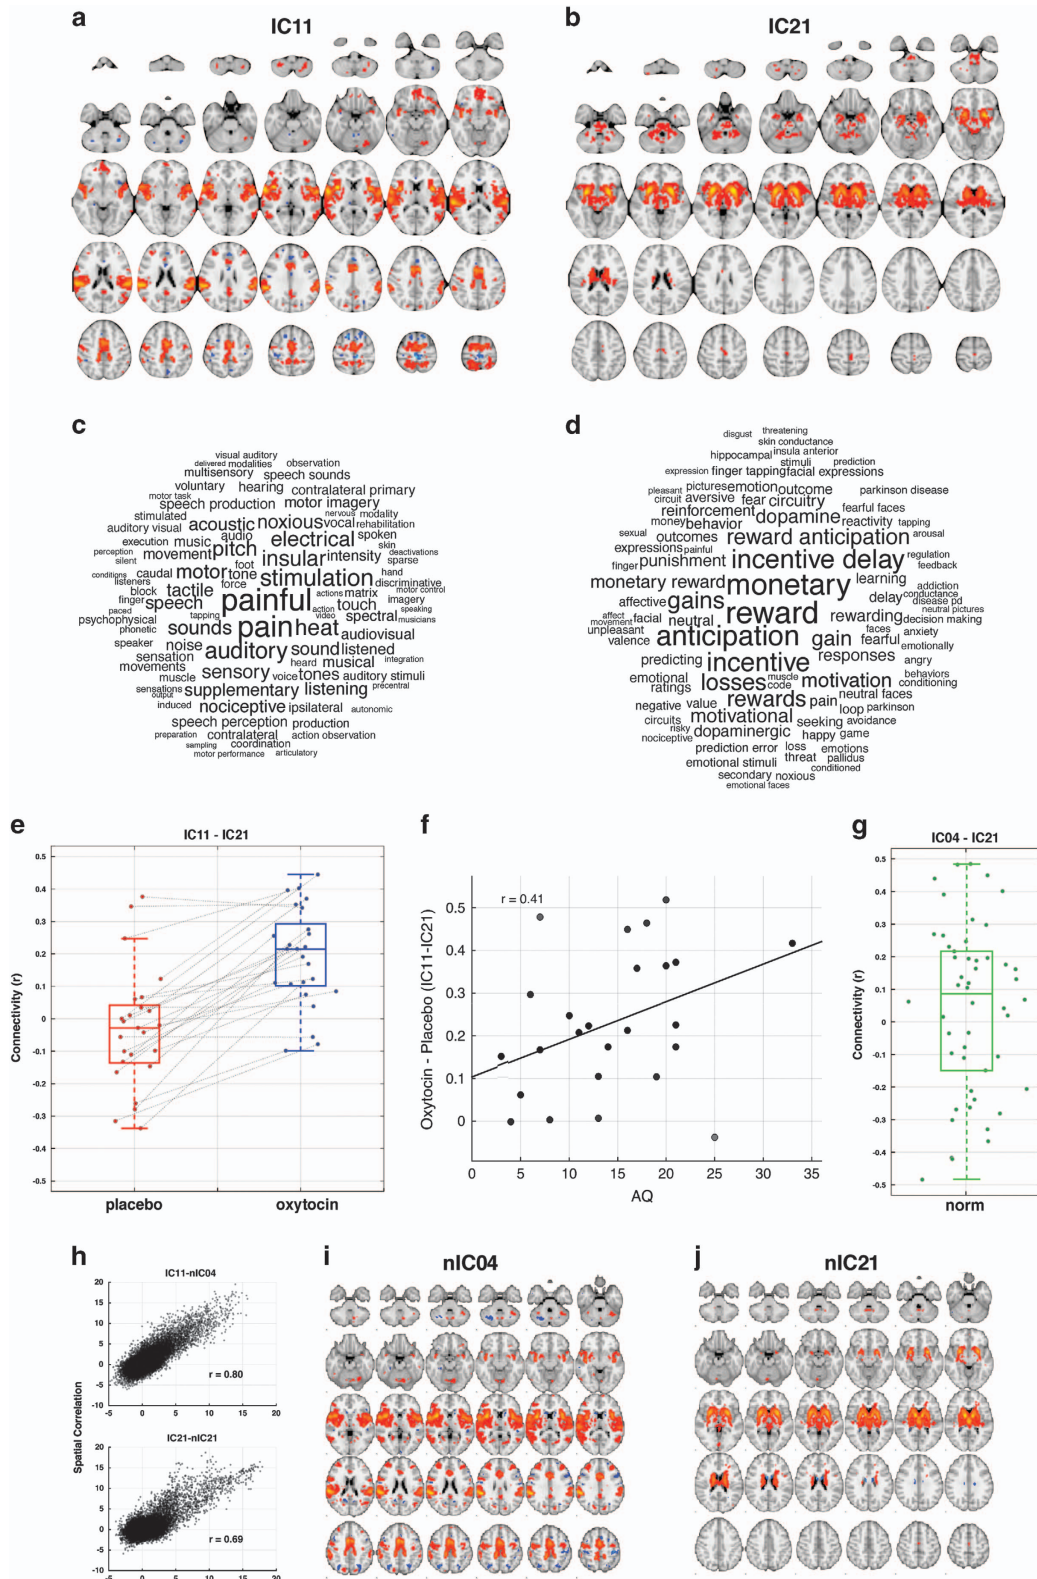 a
IC11
b
IC21
c
visual auditory
delivered modalities observation
multisensory speech sounds
voluntary hearing contralateral primary
motor task speech production motor imagery
nervous modality
stimulated acoustic noxious vocal rehabilitation
auditory visual audio electrical spoken
execution music pitch skin
perception movement insular intensity deactivations
silent foot sparse
conditions caudal motor tone stimulation hand
listeners force discriminative
block tactile actions matrix motor control
finger speech painful touch imagery
paced tapping action speaking
psychophysical video spectral musicians
phonetic sounds pain heat audiovisual
speaker noise auditory sound listened
sensation heard musical integration
movements sensory voice tones auditory stimuli
muscle
sensations supplementary listening precentral
output
induced nociceptive ipsilateral autonomic
speech perception production
preparation contralateral action observation
sampling coordination
motor performance articulatory
d
disgust threatening
skin conductance
hippocampal insula anterior
stimuli prediction
expression finger tapping facial expressions
pleasant pictures emotion outcome parkinson disease
circuit aversive fear circuitry
reinforcement dopamine fearful faces
money behavior reactivity tapping
sexual outcomes reward anticipation arousal
expressions painful regulation
finger punishment incentive delay feedback
monetary reward monetary learning addiction
affective gains delay conductance
disease pd
affect facial neutral reward rewarding neutral pictures
movement decision making
unpleasant faces anxiety
valence anticipation gain fearful emotionally
predicting incentive responses angry
emotional losses muscle motivation behaviors
ratings code conditioning
negative value rewards pain neutral faces
circuits motivational loop parkinson
risky seeking avoidance
nociceptive dopaminergic happy game
prediction error loss emotions
emotional stimuli threat pallidus
conditioned
secondary noxious
emotional faces
e
IC11 - IC21
Connectivity (r)
0.5
0.4
0.3
0.2
0.1
0
-0.1
-0.2
-0.3
-0.4
-0.5
placebo oxytocin
f
r = 0.41
Oxytocin - Placebo (IC11-IC21)
0.5
0.4
0.3
0.2
0.1
0
0 5 10 15 20 25 30 35
AQ
g
IC04 - IC21
Connectivity (r)
0.5
0.4
0.3
0.2
0.1
0
-0.1
-0.2
-0.3
-0.4
-0.5
norm
h
IC11-nIC04
Spatial Correlation
20
15
10
5
0
-5
-10
r = 0.80
-5 0 5 10 15 20
IC21-nIC21
20
15
10
5
0
-5
-10
r = 0.69
-5 0 5 10 15 20
i
nIC04
j
nIC21